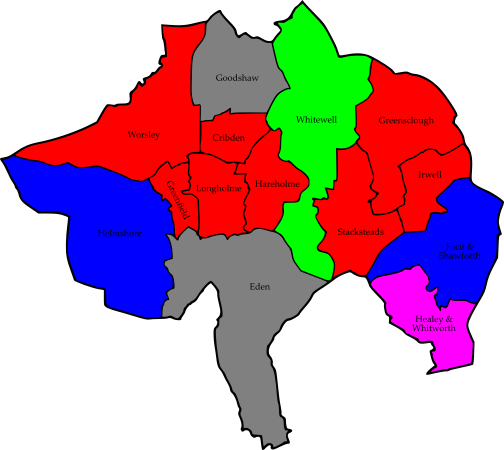 Goodshaw
Whitewell
Greensclough
Worsley
Cribden
Irwell
Greenfield
Longholme
Hareholme
Helmshore
Stacksteads
Facit &
Shawforth
Eden
Healey &
Whitworth